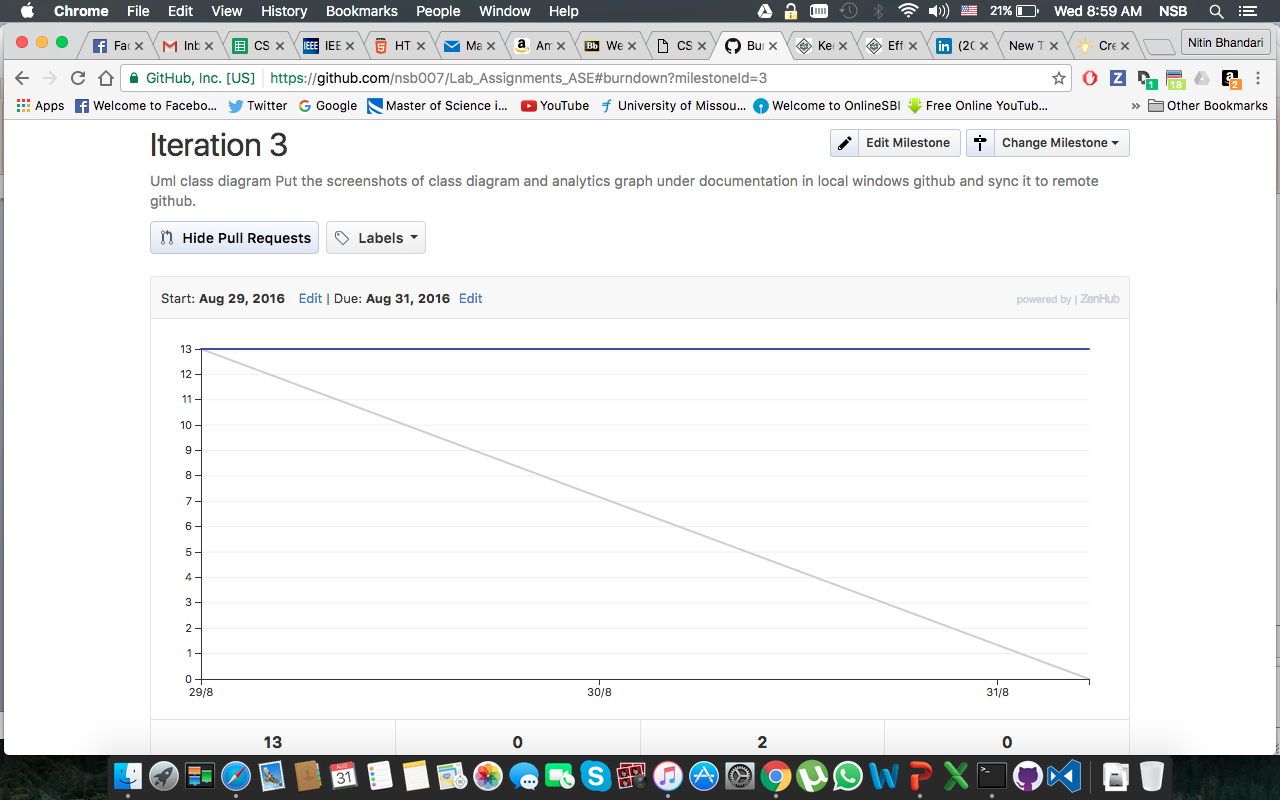 Chrome File Edit View History Bookmarks People Window Help 21% Wed 8:59 AM NSB
Fac Inb CS IEE HT Ma Am We CS Bur Kee Eff (2( New T Cre Nitin Bhandari
GitHub, Inc. [US] https://github.com/nsb007/Lab_Assignments_ASE#burndown?milestoneId=3
Apps Welcome to Facebo... Twitter Google Master of Science i... YouTube University of Missou... Welcome to OnlineSBI Free Online YouTub... » Other Bookmarks
Iteration 3
Edit Milestone Change Milestone
Uml class diagram Put the screenshots of class diagram and analytics graph under documentation in local windows github and sync it to remote
github.
Hide Pull Requests Labels
Start: Aug 29, 2016 Edit | Due: Aug 31, 2016 Edit powered by | ZenHub
13
12
11
10
9
8
7
6
5
4
3
2
1
0
29/8 30/8 31/8
13 0 2 0
AUG
31